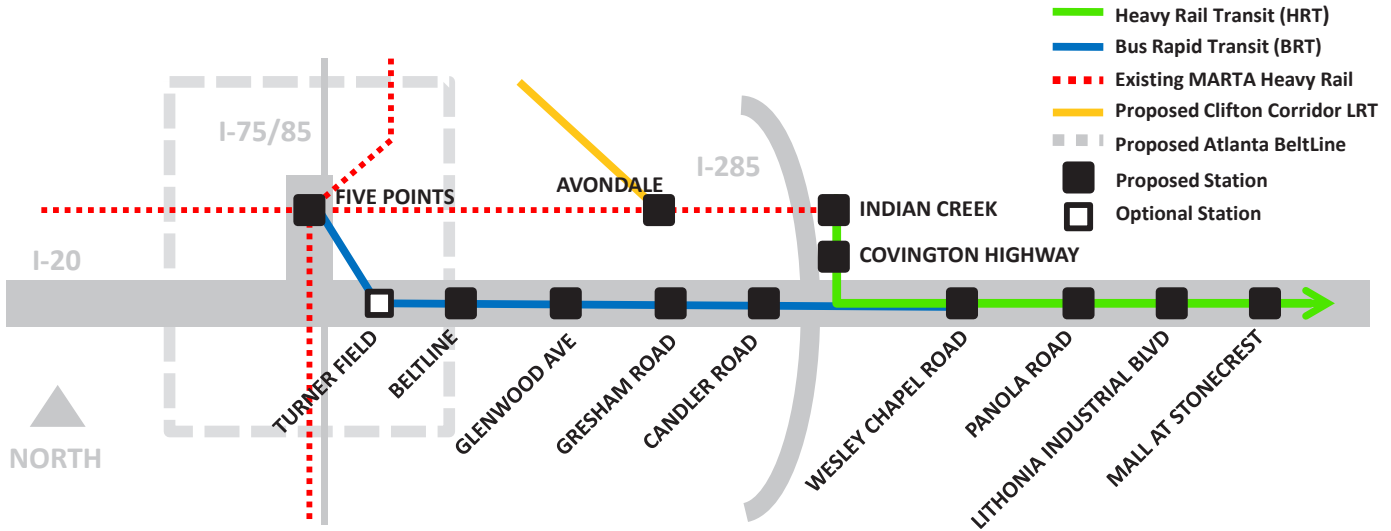 Heavy Rail Transit (HRT)
Bus Rapid Transit (BRT)
Existing MARTA Heavy Rail
Proposed Clifton Corridor LRT
Proposed Atlanta BeltLine
Proposed Station
Optional Station
I-75/85
I-285
FIVE POINTS
AVONDALE
INDIAN CREEK
COVINGTON HIGHWAY
I-20
TURNER FIELD
BELTLINE
GLENWOOD AVE
GRESHAM ROAD
CANDLER ROAD
WESLEY CHAPEL ROAD
PANOLA ROAD
LITHONIA INDUSTRIAL BLVD
MALL AT STONECREST
NORTH